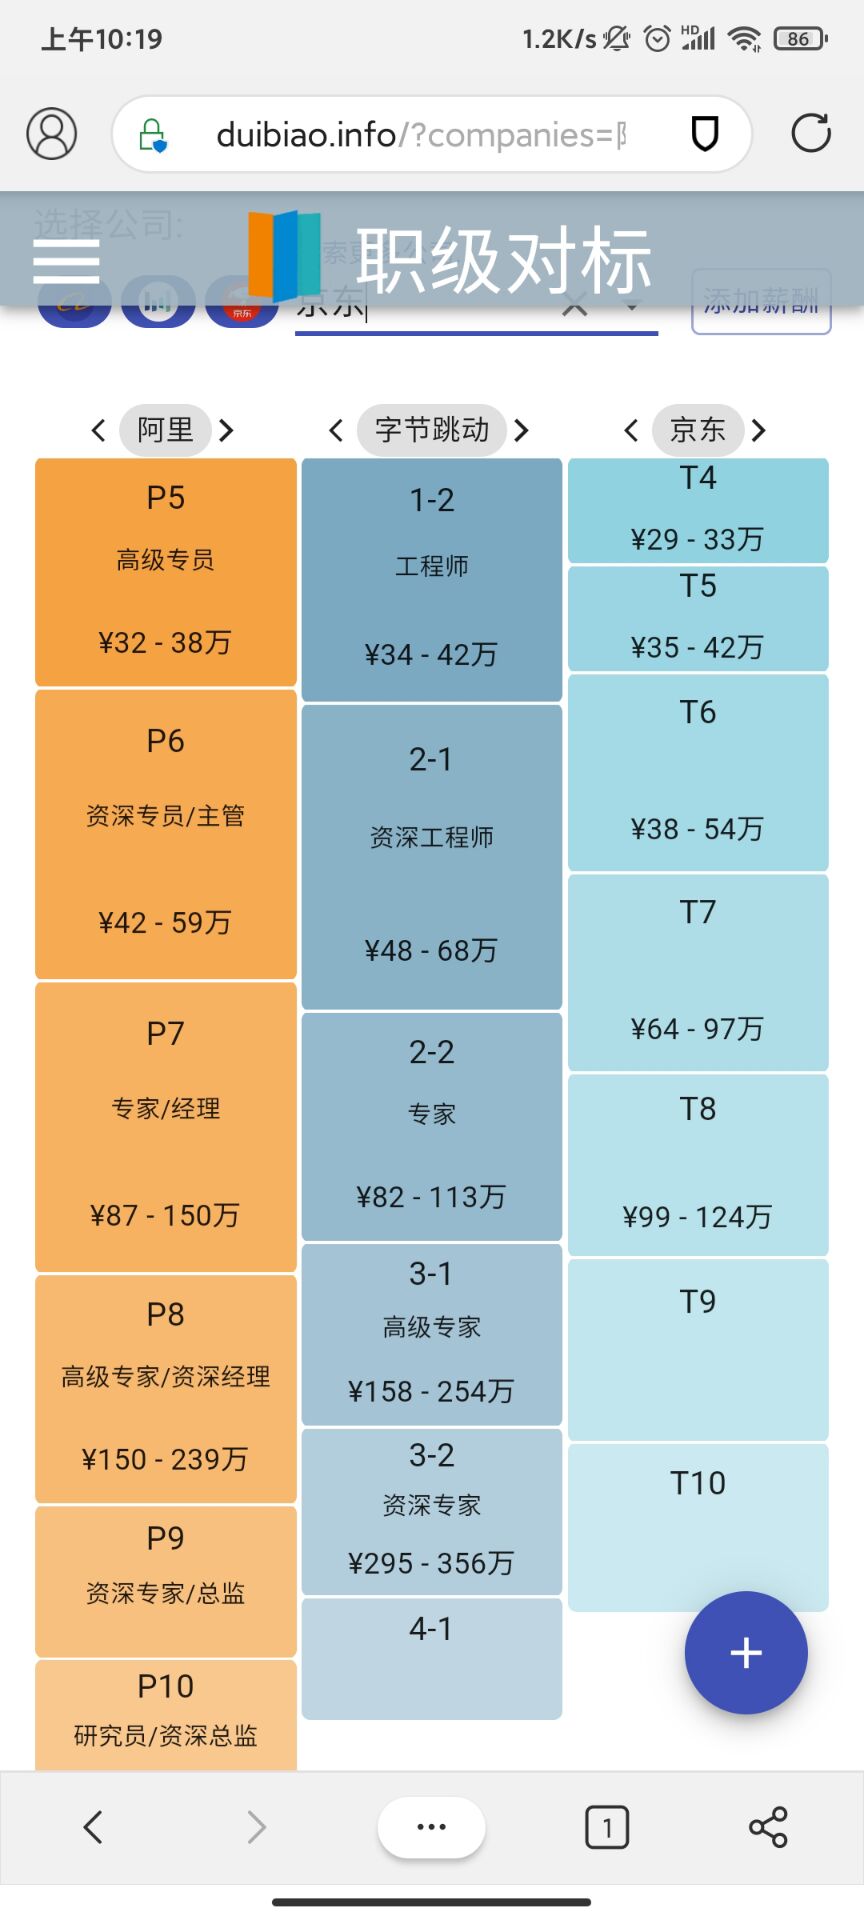 上午10:19
1.2K/s
HD
86
duibiao.info/?companies=
选择公司:
职级对标
京东
京东
添加薪酬
阿里
字节跳动
京东
P5
高级专员
¥32 - 38万
P6
资深专员/主管
¥42 - 59万
P7
专家/经理
¥87 - 150万
P8
高级专家/资深经理
¥150 - 239万
P9
资深专家/总监
P10
研究员/资深总监
1-2
工程师
¥34 - 42万
2-1
资深工程师
¥48 - 68万
2-2
专家
¥82 - 113万
3-1
高级专家
¥158 - 254万
3-2
资深专家
¥295 - 356万
4-1
T4
¥29 - 33万
T5
¥35 - 42万
T6
¥38 - 54万
T7
¥64 - 97万
T8
¥99 - 124万
T9
T10
+
1